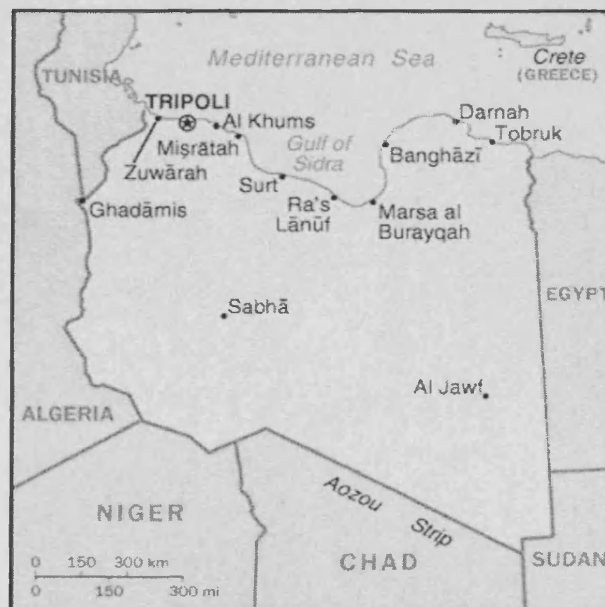 Mediterranean Sea
Crete
(GREECE)
TUNISIA
TRIPOLI
Al Khums
Darnah
Tobruk
Miṣrātah
Gulf of
Sidra
Banghāzī
Zuwārah
Surt
Ra's
Lānūf
Marsa al
Burayqah
Ghadāmis
EGYPT
Sabhā
Al Jawf
ALGERIA
Aozou Strip
NIGER
CHAD
SUDAN
0 150 300 km
0 150 300 mi